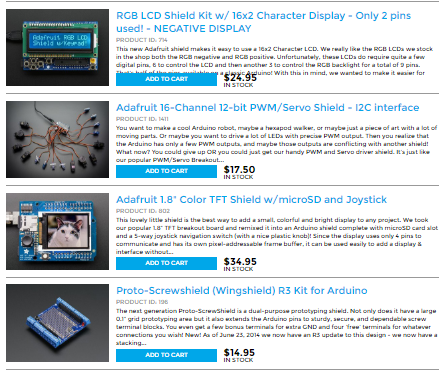 RGB LCD Shield Kit w/ 16x2 Character Display - Only 2 pins
used! - NEGATIVE DISPLAY
PRODUCT ID: 714
This new Adafruit shield makes it easy to use a 16x2 Character LCD. We really like the RGB LCDs we stock
in the shop both the RGB negative and RGB positive. Unfortunately, these LCDs do require quite a few
digital pins, 6 to control the LCD and then another 3 to control the RGB backlight for a total of 9 pins.
That's half of the pins available on a classic Arduino! With this in mind, we wanted to make it easier for
ADD TO CART
$24.95
IN STOCK
Arduino RGB LCD
Shield w/Keypad!
Adafruit 16-Channel 12-bit PWM/Servo Shield - I2C interface
PRODUCT ID: 1411
You want to make a cool Arduino robot, maybe a hexapod walker, or maybe just a piece of art with a lot of
moving parts. Or maybe you want to drive a lot of LEDs with precise PWM output. Then you realize that
the Arduino has only a few PWM outputs, and maybe those outputs are conflicting with another shield!
What now? You could give up OR you could just get our handy PWM and Servo driver shield. It's just like
our popular PWM/Servo Breakout...
ADD TO CART
$17.50
IN STOCK
Adafruit 1.8" Color TFT Shield w/microSD and Joystick
PRODUCT ID: 802
This lovely little shield is the best way to add a small, colorful and bright display to any project. We took
our popular 1.8" TFT breakout board and remixed it into an Arduino shield complete with microSD card slot
and a 5-way joystick navigation switch (with a nice plastic knob)! Since the display uses only 4 pins to
communicate and has its own pixel-addressable frame buffer, it can be used easily to add a display &
interface without...
ADD TO CART
$34.95
IN STOCK
Proto-Screwshield (Wingshield) R3 Kit for Arduino
PRODUCT ID: 196
The next generation Proto-ScrewShield is a dual-purpose prototyping shield. Not only does it have a large
0.1" grid prototyping area but it also extends the Arduino pins to sturdy, secure, and dependable screw
terminal blocks. You even get a few bonus terminals for extra GND and four 'free' terminals for whatever
connections you wish! New! As of June 23, 2014 we now have an R3 update to this design - we now have a
stacking...
ADD TO CART
$14.95
IN STOCK